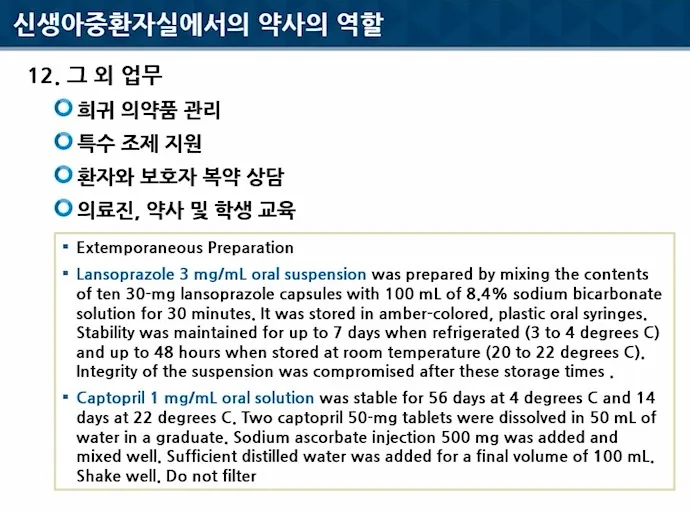 신생아중환자실에서의 약사의 역할
12. 그 외 업무
희귀 의약품 관리
특수 조제 지원
환자와 보호자 복약 상담
의료진, 약사 및 학생 교육
▪ Extemporaneous Preparation
▪ Lansoprazole 3 mg/mL oral suspension was prepared by mixing the contents
of ten 30-mg lansoprazole capsules with 100 mL of 8.4% sodium bicarbonate
solution for 30 minutes. It was stored in amber-colored, plastic oral syringes.
Stability was maintained for up to 7 days when refrigerated (3 to 4 degrees C)
and up to 48 hours when stored at room temperature (20 to 22 degrees C).
Integrity of the suspension was compromised after these storage times .
▪ Captopril 1 mg/mL oral solution was stable for 56 days at 4 degrees C and 14
days at 22 degrees C. Two captopril 50-mg tablets were dissolved in 50 mL of
water in a graduate. Sodium ascorbate injection 500 mg was added and
mixed well. Sufficient distilled water was added for a final volume of 100 mL.
Shake well. Do not filter